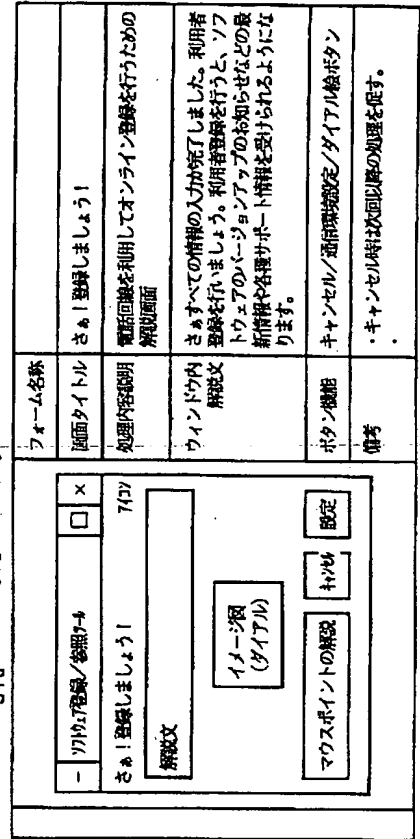 - ソフトウェア登録/参照ツール □ ×
さぁ!登録しましょう! アイコン
解説文
イメージ図
(ダイアル)
マウスポイントの解説 キャンセル 設定
フォーム名称
画面タイトル さぁ!登録しましょう!
処理内容説明 電話回線を利用してオンライン登録を行うための
解説画面
ウィンドウ内
解説文
さぁすべての情報の入力が完了しました。利用者
登録を行いましょう。利用者登録を行うと、ソフ
トウェアのバージョンアップのお知らせなどの最
新情報や各種サポート情報を受けられるようにな
ります。
ボタン機能 キャンセル/通信環境設定/ダイアル絵ボタン
備考 ・キャンセル時は次回以降の処理を促す。
・